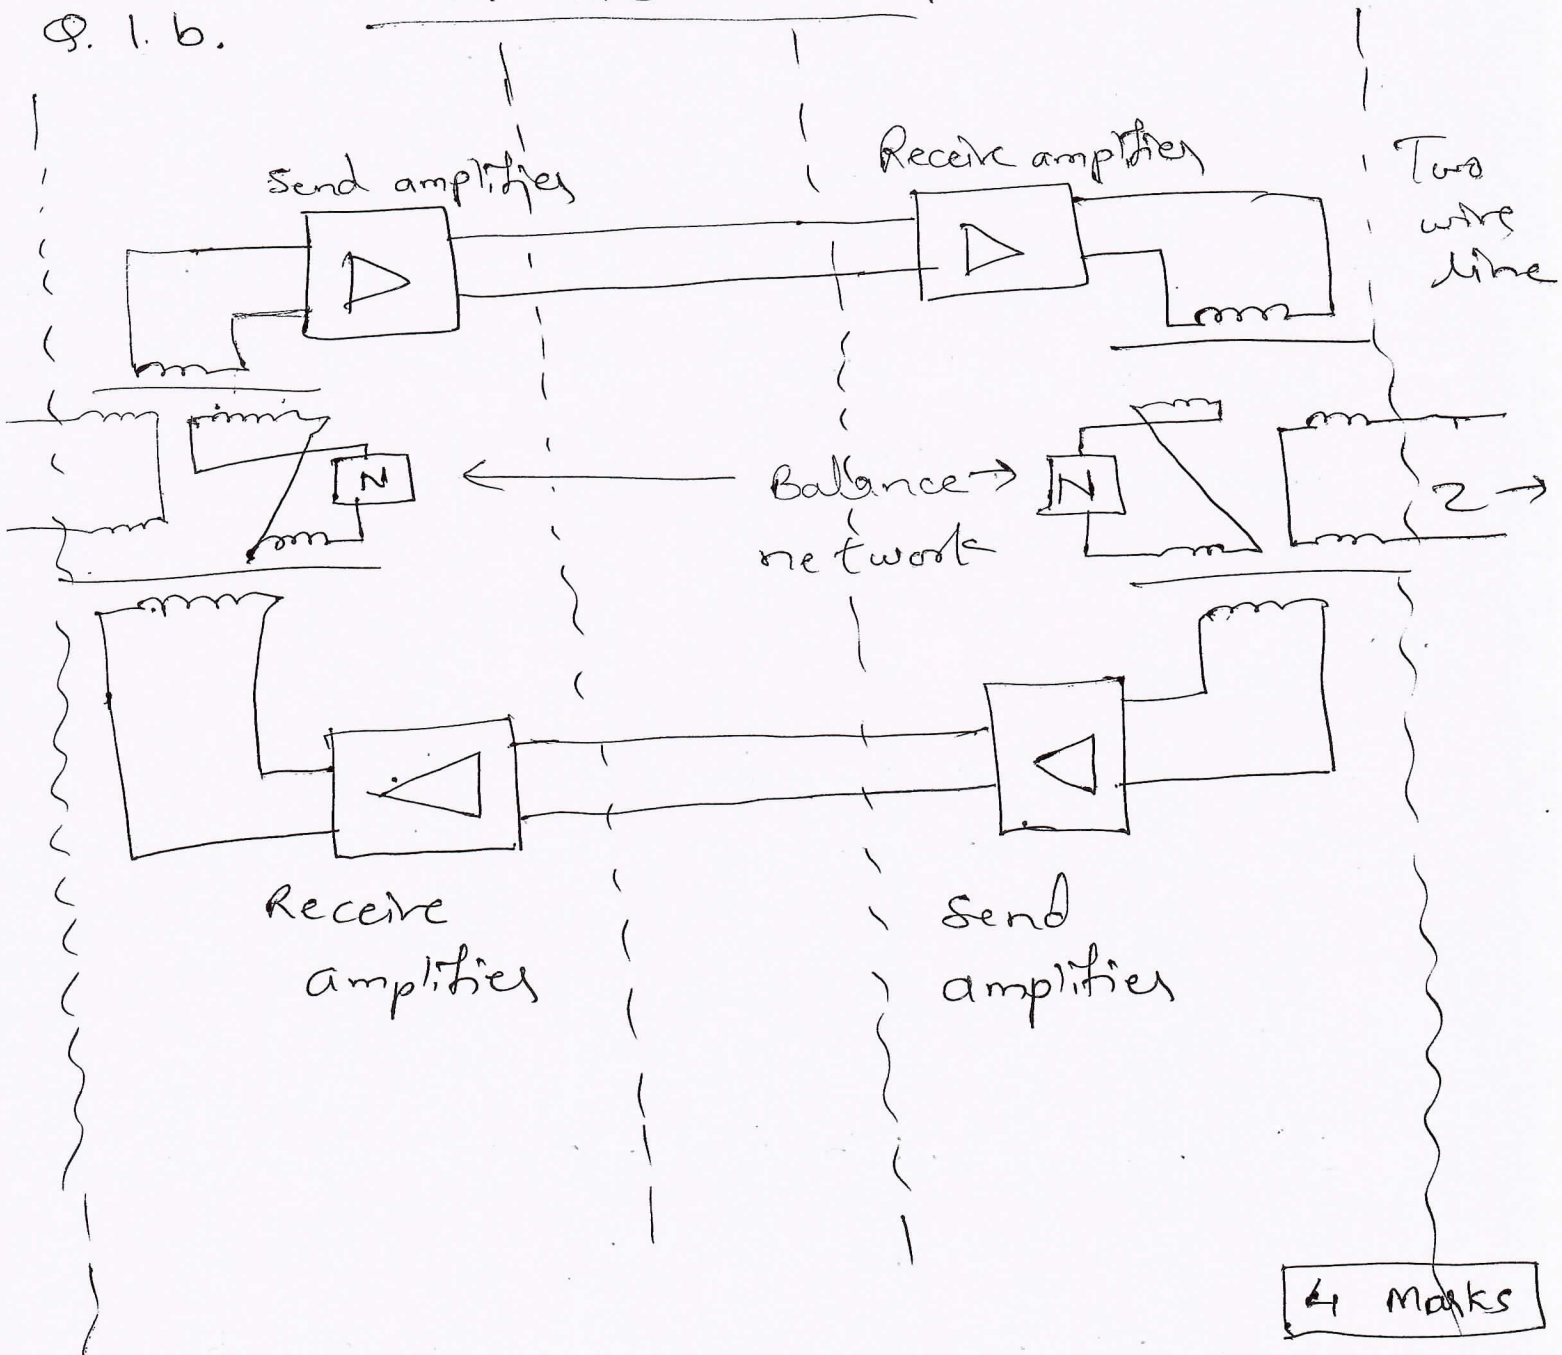 Q. 1. b.
Send amplifier
Receive amplifier
Two
wire
line
N
Balance
network
N
2
Receive
amplifier
Send
amplifier
4 Marks